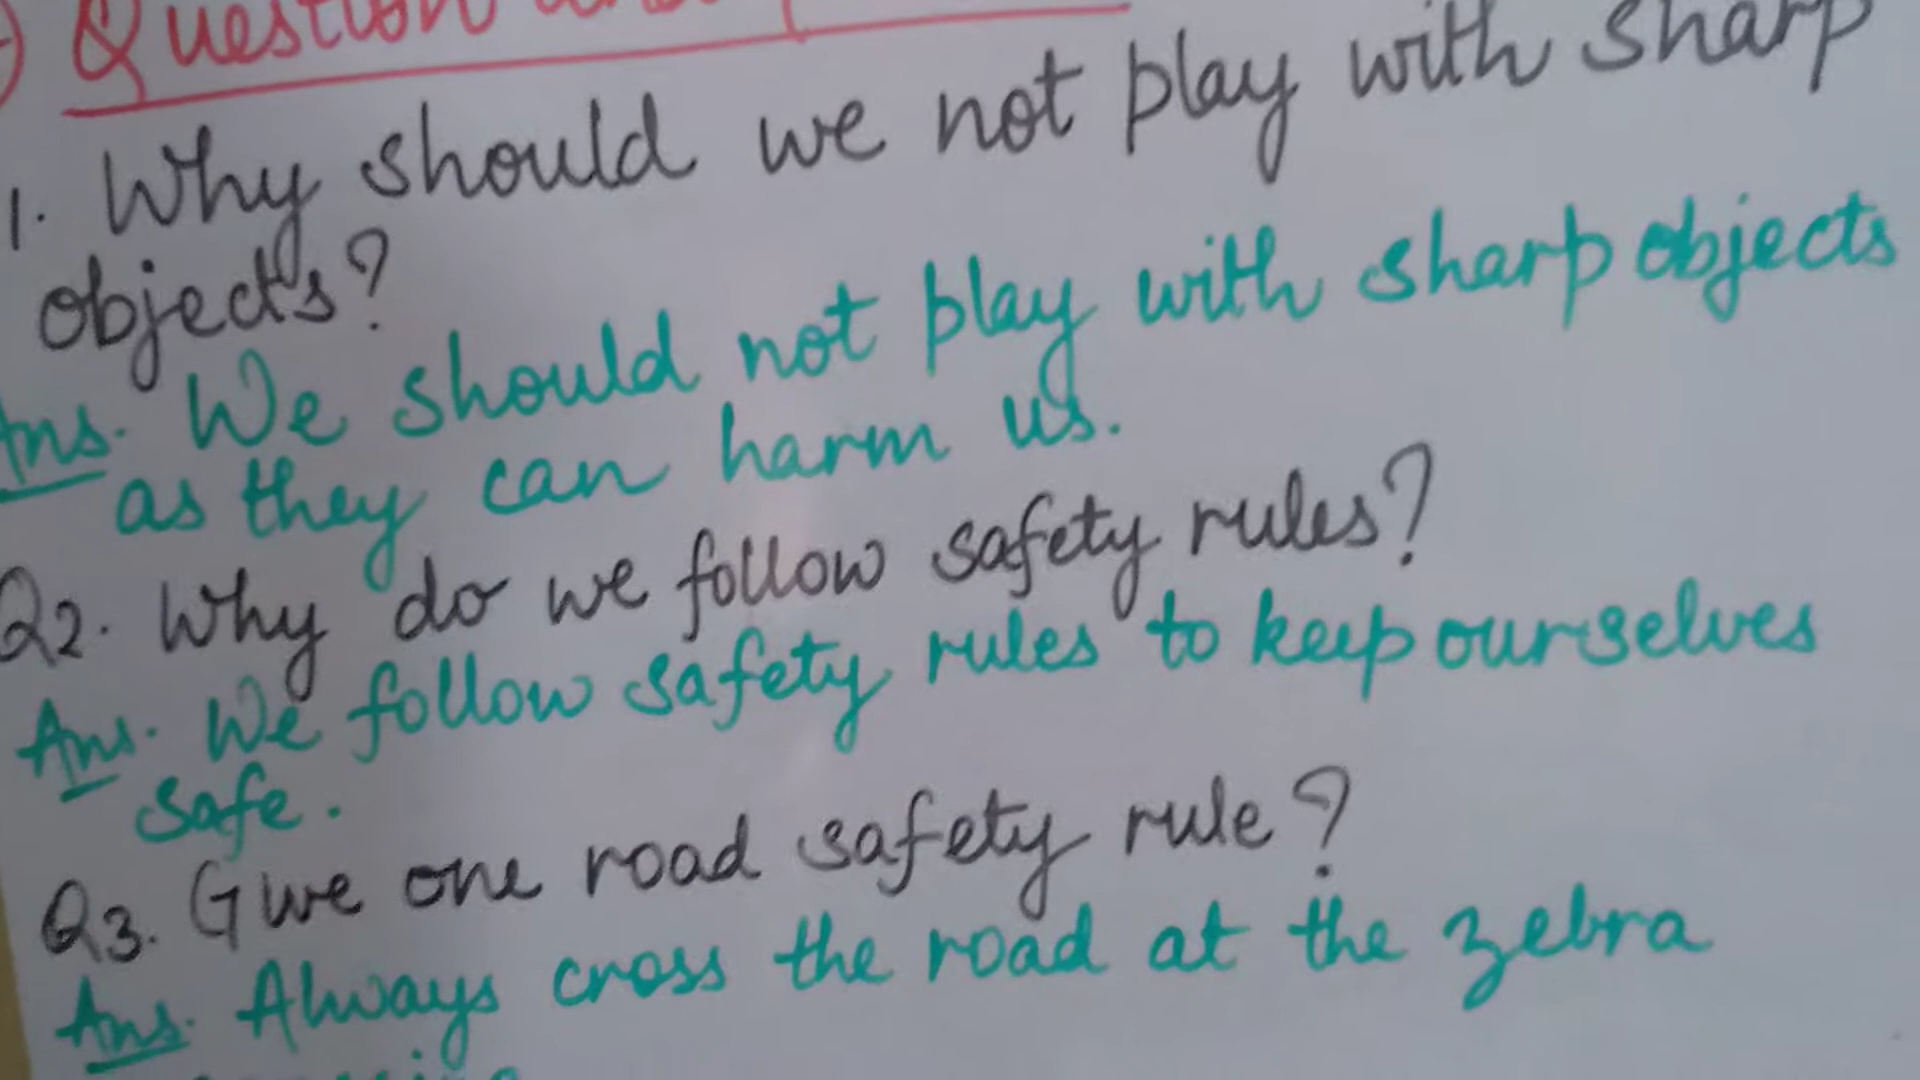 Question
1. Why should we not play with sharp
objects?
Ans. We should not play with sharp objects
as they can harm us.
Q2. Why do we follow safety rules?
Ans. We follow safety rules to keep ourselves
safe.
Q3. Give one road safety rule?
Ans. Always cross the road at the zebra